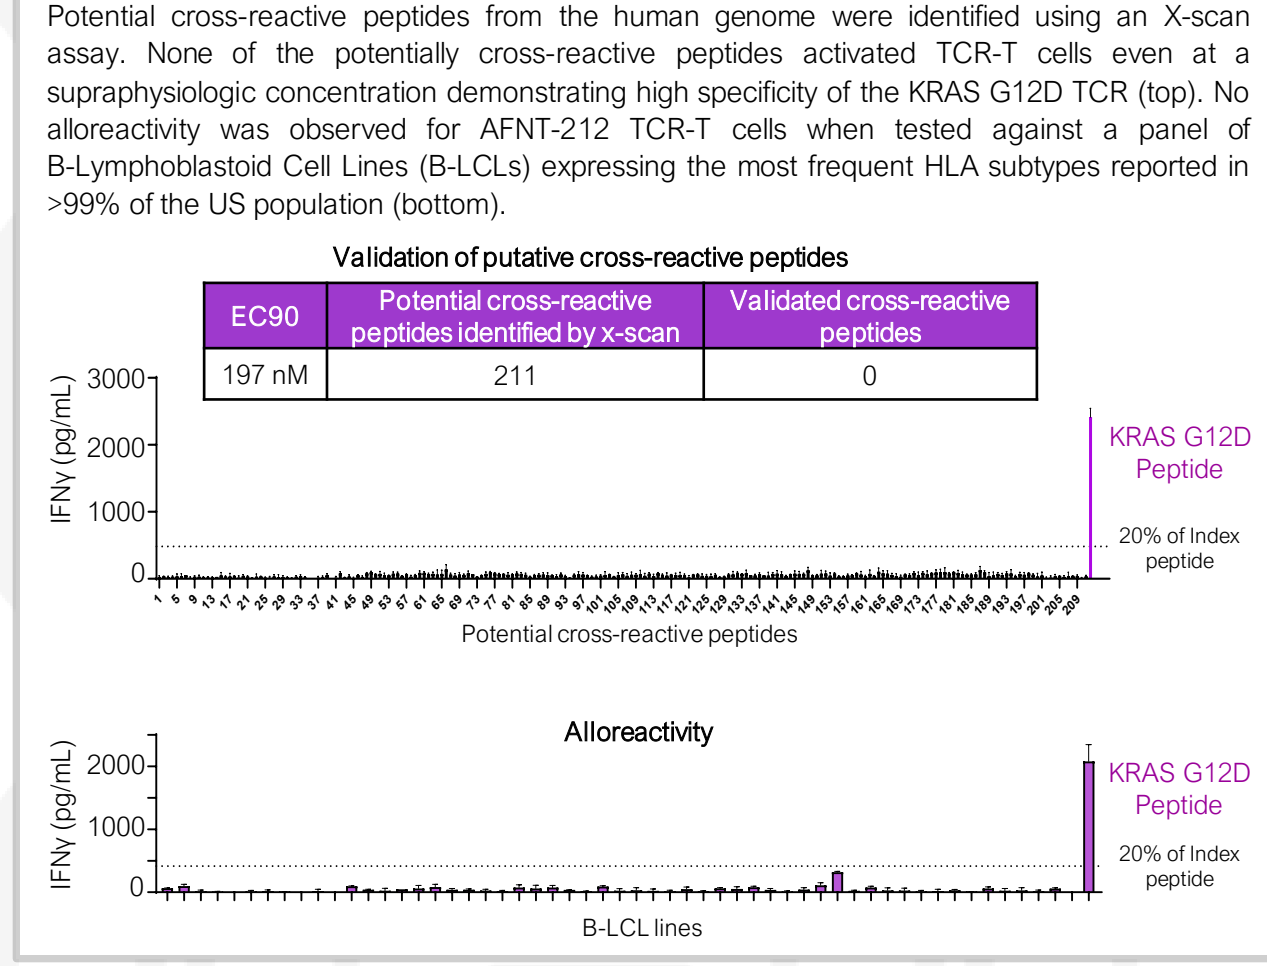 Potential cross-reactive peptides from the human genome were identified using an X-scan
assay. None of the potentially cross-reactive peptides activated TCR-T cells even at a
supraphysiologic concentration demonstrating high specificity of the KRAS G12D TCR (top). No
alloreactivity was observed for AFNT-212 TCR-T cells when tested against a panel of
B-Lymphoblastoid Cell Lines (B-LCLs) expressing the most frequent HLA subtypes reported in
>99% of the US population (bottom).
Validation of putative cross-reactive peptides
EC90
Potential cross-reactive
peptides identified by x-scan
Validated cross-reactive
peptides
197 nM
211
0
IFNγ (pg/mL)
3000
2000
1000
0
KRAS G12D
Peptide
20% of Index
peptide
1 5 9 13 17 21 25 29 33 37 41 45 49 53 57 61 65 69 73 77 81 85 89 93 97 101 105 109 113 117 121 125 129 133 137 141 145 149 153 157 161 165 169 173 177 181 185 189 193 197 201 205 209
Potential cross-reactive peptides
Alloreactivity
IFNγ (pg/mL)
2000
1000
0
KRAS G12D
Peptide
20% of Index
peptide
B-LCL lines